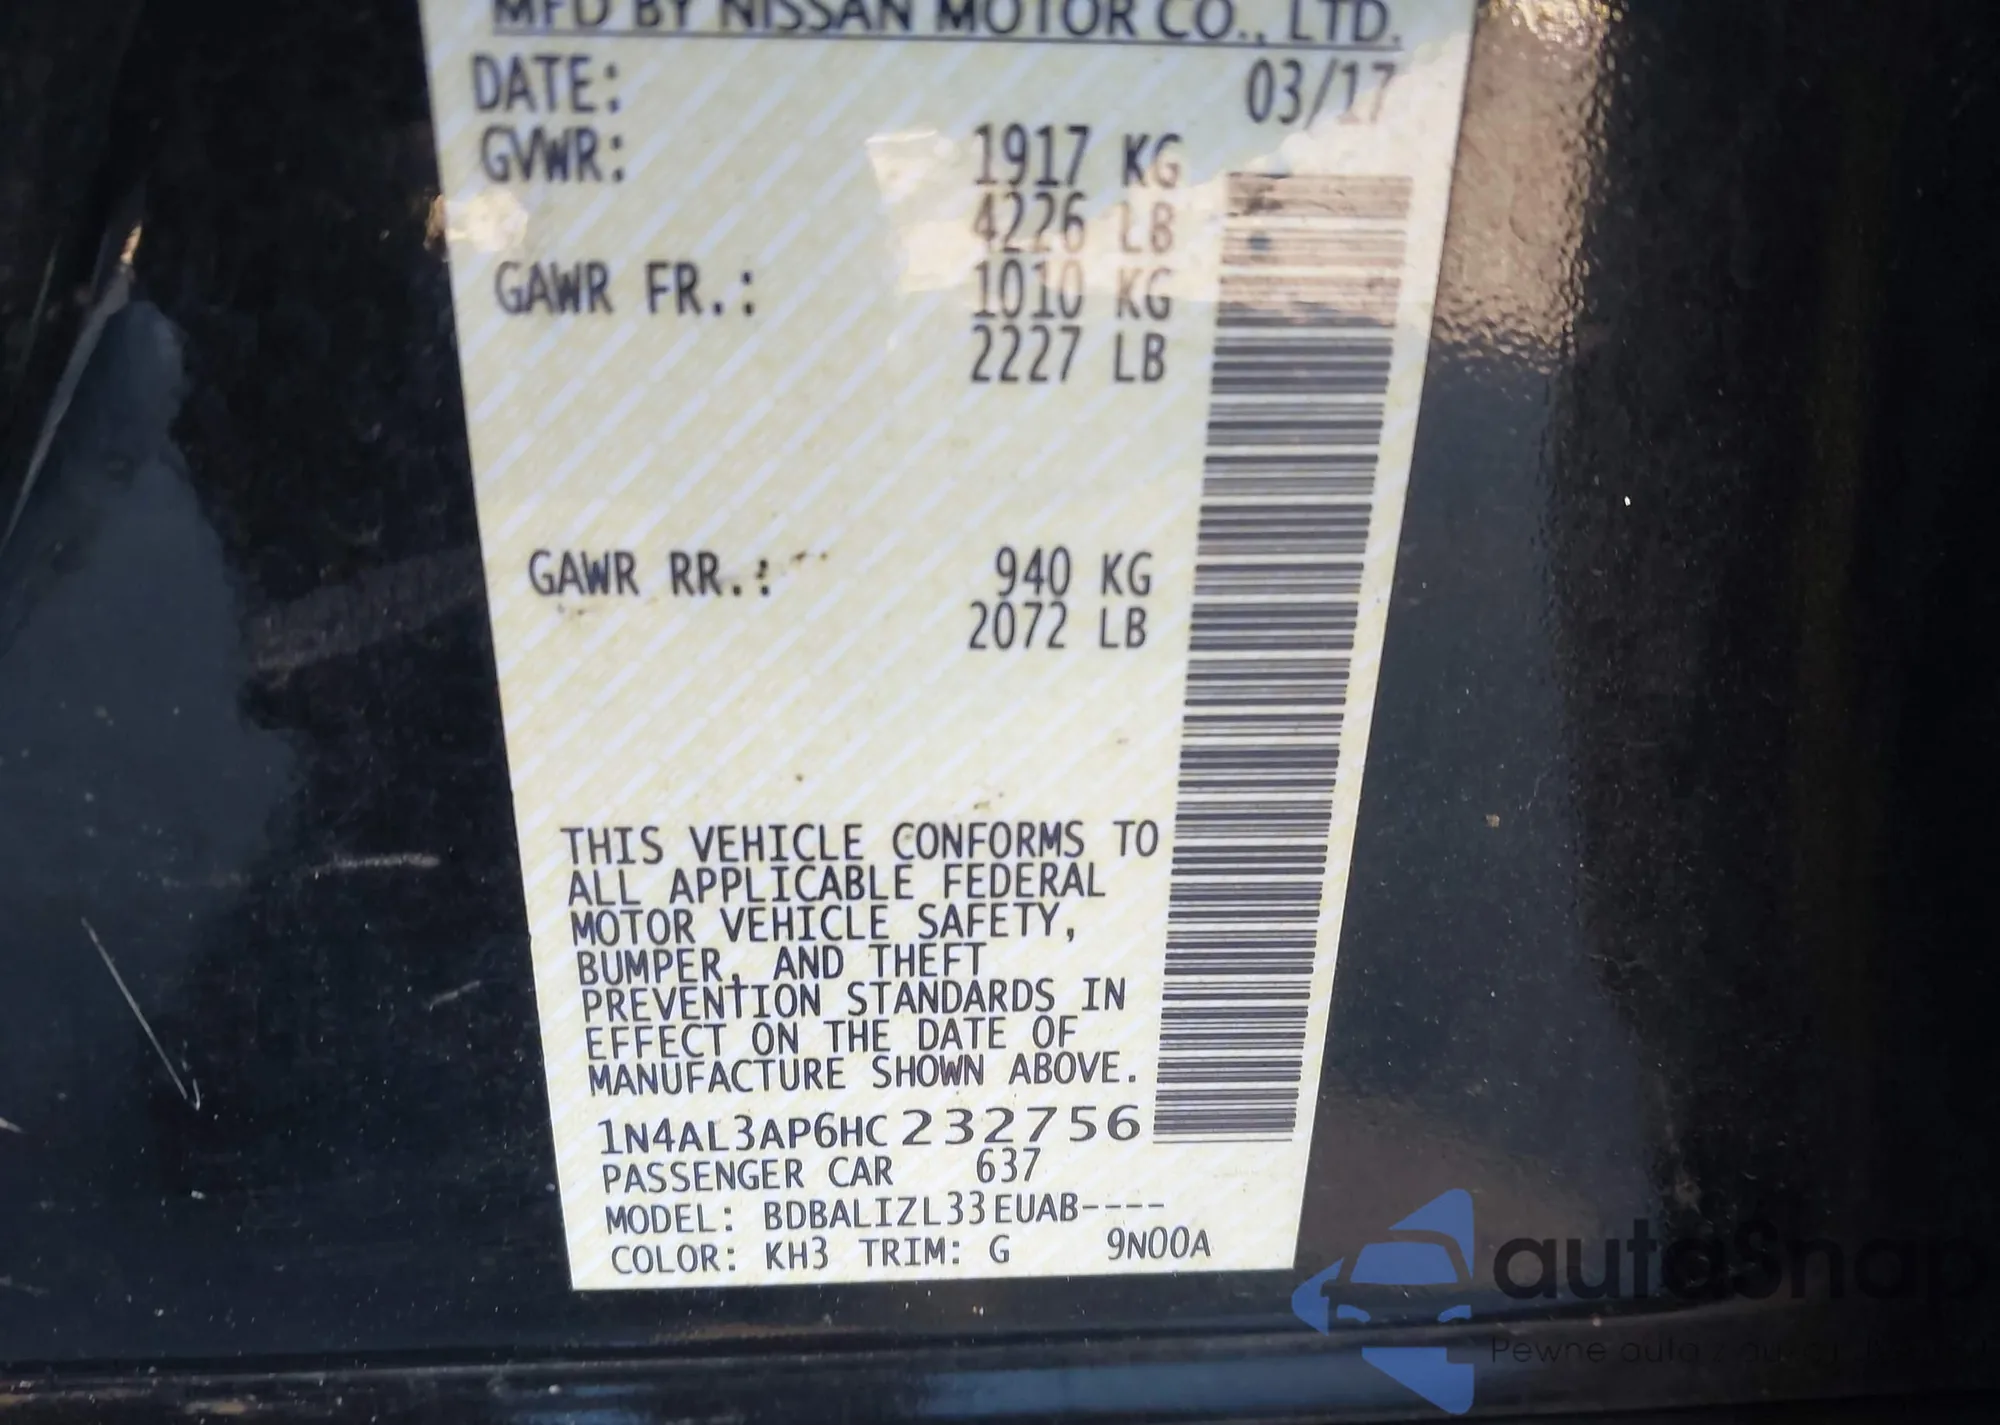 MFD BY NISSAN MOTOR CO., LTD.
DATE: 03/17
GVWR: 1917 KG
4226 LB
GAWR FR.: 1010 KG
2227 LB
GAWR RR.: 940 KG
2072 LB
THIS VEHICLE CONFORMS TO
ALL APPLICABLE FEDERAL
MOTOR VEHICLE SAFETY,
BUMPER, AND THEFT
PREVENTION STANDARDS IN
EFFECT ON THE DATE OF
MANUFACTURE SHOWN ABOVE.
1N4AL3AP6HC232756
PASSENGER CAR 637
MODEL: BDBALIZL33EUAB----
COLOR: KH3 TRIM: G 9N00A
autaSnap
Pewne auta z